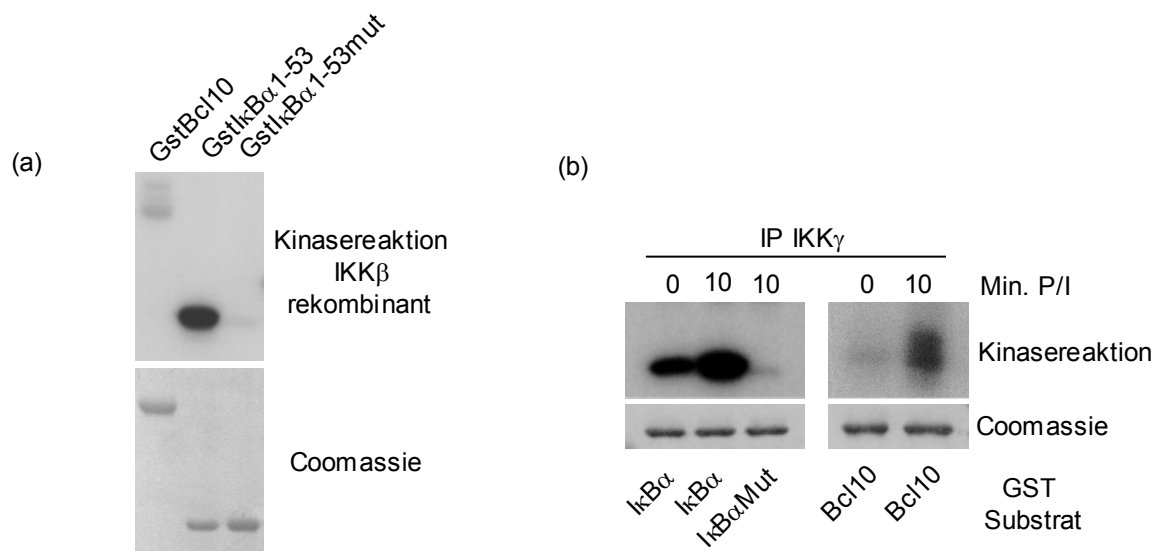 (a)
GstBcl10
GstIκBα1-53
GstIκBα1-53mut
Kinasereaktion
IKKβ
rekombinant
Coomassie
(b)
IP IKKγ
0 10 10 0 10 Min. P/I
Kinasereaktion
Coomassie
IκBα IκBα IκBαMut Bcl10 Bcl10
GST
Substrat